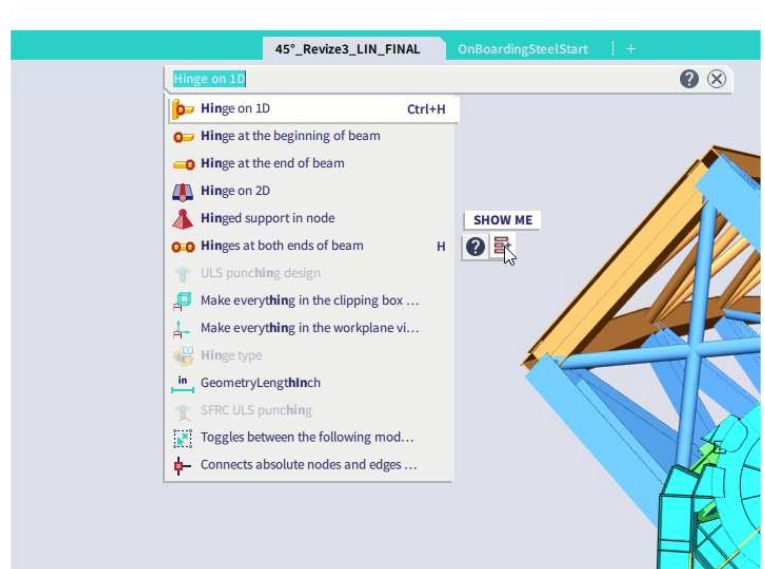 45°_Revize3_LIN_FINAL OnBoardingSteelStart +
Hinge on 1D ?
Hinge on 1D Ctrl+H
Hinge at the beginning of beam
Hinge at the end of beam
Hinge on 2D
Hinged support in node SHOW ME
Hinges at both ends of beam H ?
ULS punching design
Make everything in the clipping box ...
Make everything in the workplane vi...
Hinge type
in GeometryLengthInch
SFRC ULS punching
Toggles between the following mod...
Connects absolute nodes and edges ...